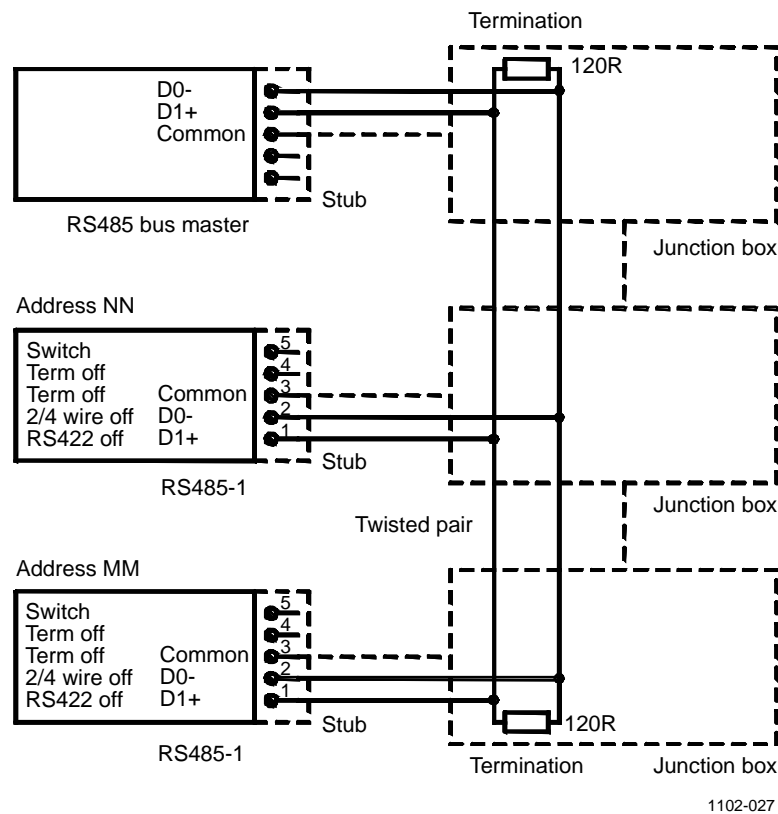 Termination
120R
D0-
D1+
Common
Stub
RS485 bus master
Junction box
Address NN
Switch
Term off
Term off Common
2/4 wire off D0-
RS422 off D1+
5
4
3
2
1
Stub
RS485-1
Junction box
Twisted pair
Address MM
Switch
Term off
Term off Common
2/4 wire off D0-
RS422 off D1+
5
4
3
2
1
Stub
120R
RS485-1
Termination
Junction box
1102-027